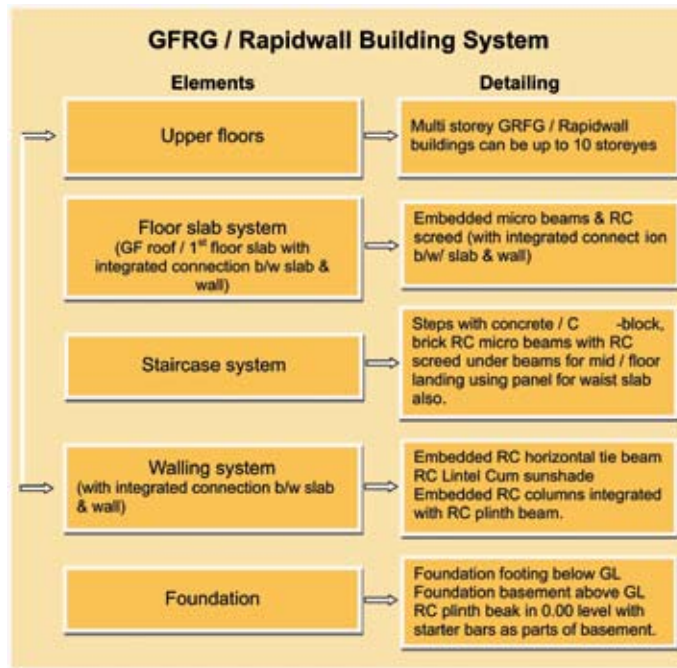 GFRG / Rapidwall Building System
Elements
Detailing
Upper floors
Multi storey GRFG / Rapidwall
buildings can be up to 10 storeyes
Floor slab system
(GF roof / 1st floor slab with
integrated connection b/w slab &
wall)
Embedded micro beams & RC
screed (with integrated connect ion
b/w/ slab & wall)
Staircase system
Steps with concrete / C -block,
brick RC micro beams with RC
screed under beams for mid / floor
landing using panel for waist slab
also.
Walling system
(with integrated connection b/w slab
& wall)
Embedded RC horizontal tie beam
RC Lintel Cum sunshade
Embedded RC columns integrated
with RC plinth beam.
Foundation
Foundation footing below GL
Foundation basement above GL
RC plinth beak in 0.00 level with
starter bars as parts of basement.